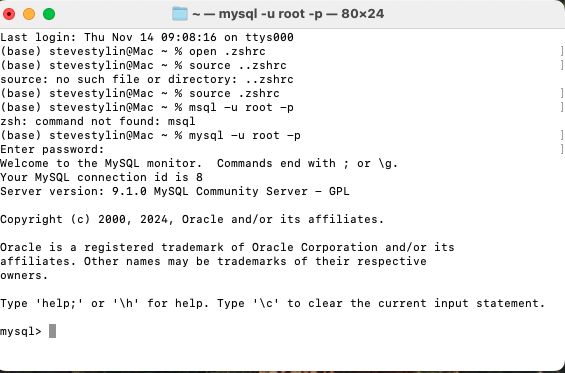 ~ — mysql -u root -p — 80×24
Last login: Thu Nov 14 09:08:16 on ttys000
(base) stevestylin@Mac ~ % open .zshrc
(base) stevestylin@Mac ~ % source ..zshrc
source: no such file or directory: ..zshrc
(base) stevestylin@Mac ~ % source .zshrc
(base) stevestylin@Mac ~ % msql -u root -p
zsh: command not found: msql
(base) stevestylin@Mac ~ % mysql -u root -p
Enter password:
Welcome to the MySQL monitor.  Commands end with ; or \g.
Your MySQL connection id is 8
Server version: 9.1.0 MySQL Community Server - GPL
Copyright (c) 2000, 2024, Oracle and/or its affiliates.
Oracle is a registered trademark of Oracle Corporation and/or its
affiliates. Other names may be trademarks of their respective
owners.
Type 'help;' or '\h' for help. Type '\c' to clear the current input statement.
mysql>